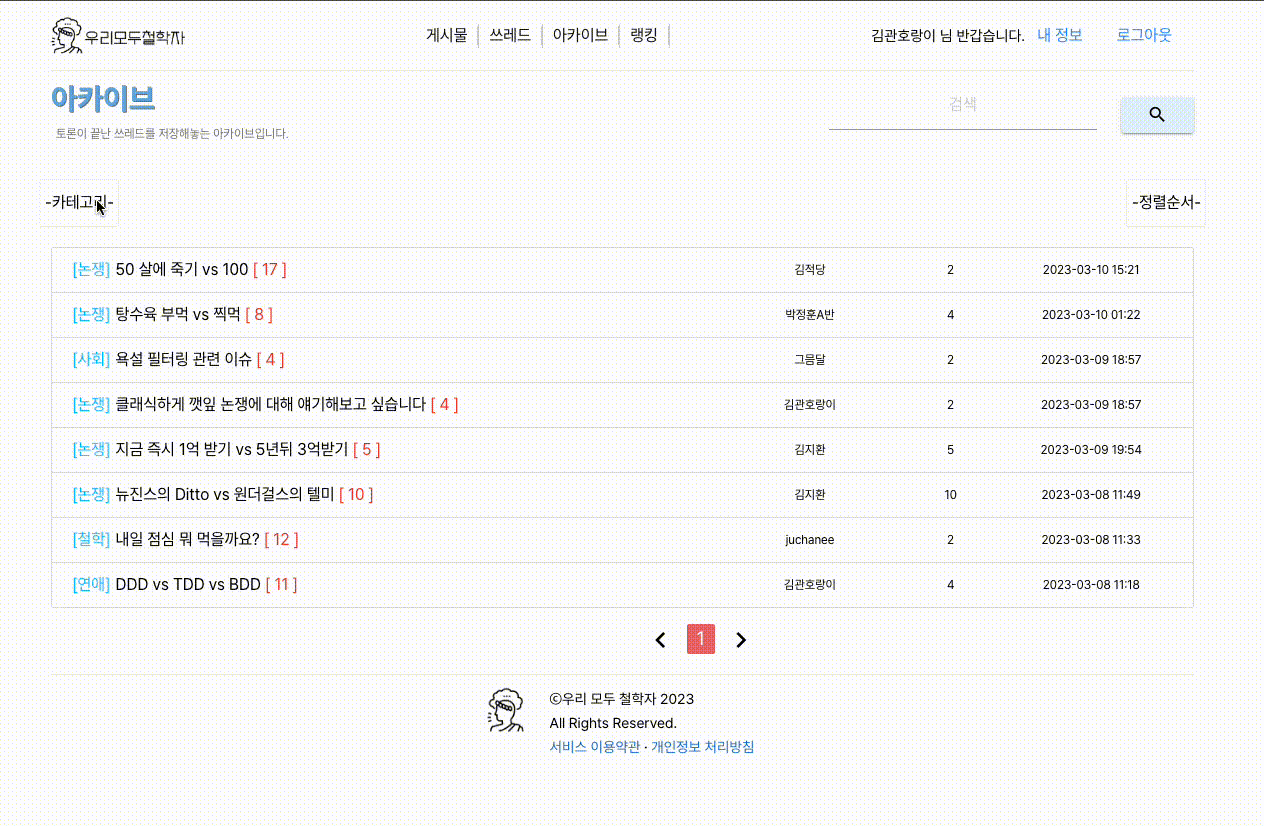 우리모두철학자
게시물 쓰레드 아카이브 랭킹
김관호랑이 님 반갑습니다. 내 정보 로그아웃
아카이브
토론이 끝난 쓰레드를 저장해놓는 아카이브입니다.
검색
-카테고리-
-정렬순서-
[논쟁] 50 살에 죽기 vs 100 [ 17 ] 김적당 2 2023-03-10 15:21
[논쟁] 탕수육 부먹 vs 찍먹 [ 8 ] 박정훈A반 4 2023-03-10 01:22
[사회] 욕설 필터링 관련 이슈 [ 4 ] 그믐달 2 2023-03-09 18:57
[논쟁] 클래식하게 깻잎 논쟁에 대해 얘기해보고 싶습니다 [ 4 ] 김관호랑이 2 2023-03-09 18:57
[논쟁] 지금 즉시 1억 받기 vs 5년뒤 3억받기 [ 5 ] 김지환 5 2023-03-09 19:54
[논쟁] 뉴진스의 Ditto vs 원더걸스의 텔미 [ 10 ] 김지환 10 2023-03-08 11:49
[철학] 내일 점심 뭐 먹을까요? [ 12 ] juchanee 2 2023-03-08 11:33
[연애] DDD vs TDD vs BDD [ 11 ] 김관호랑이 4 2023-03-08 11:18
1
©우리 모두 철학자 2023
All Rights Reserved.
서비스 이용약관 · 개인정보 처리방침